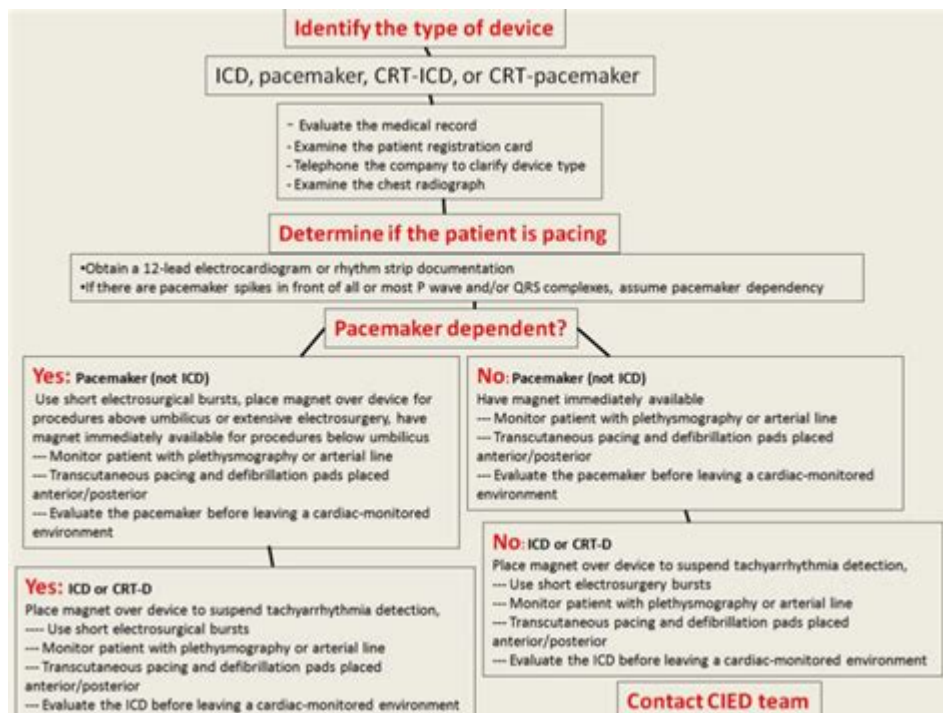 Identify the type of device
ICD, pacemaker, CRT-ICD, or CRT-pacemaker
- Evaluate the medical record
- Examine the patient registration card
- Telephone the company to clarify device type
- Examine the chest radiograph
Determine if the patient is pacing
•Obtain a 12-lead electrocardiogram or rhythm strip documentation
•If there are pacemaker spikes in front of all or most P wave and/or QRS complexes, assume pacemaker dependency
Pacemaker dependent?
Yes: Pacemaker (not ICD)
Use short electrosurgical bursts, place magnet over device for
procedures above umbilicus or extensive electrosurgery, have
magnet immediately available for procedures below umbilicus
--- Monitor patient with plethysmography or arterial line
--- Transcutaneous pacing and defibrillation pads placed
anterior/posterior
--- Evaluate the pacemaker before leaving a cardiac-monitored
environment
No: Pacemaker (not ICD)
Have magnet immediately available
--- Monitor patient with plethysmography or arterial line
--- Transcutaneous pacing and defibrillation pads placed
anterior/posterior
--- Evaluate the pacemaker before leaving a cardiac-monitored
environment
Yes: ICD or CRT-D
Place magnet over device to suspend tachyarrhythmia detection,
---- Use short electrosurgical bursts
--- Monitor patient with plethysmography or arterial line
--- Transcutaneous pacing and defibrillation pads placed
anterior/posterior
--- Evaluate the ICD before leaving a cardiac-monitored environment
No: ICD or CRT-D
Place magnet over device to suspend tachyarrhythmia detection,
--- Use short electrosurgery bursts
--- Monitor patient with plethysmography or arterial line
--- Transcutaneous pacing and defibrillation pads placed
anterior/posterior
--- Evaluate the ICD before leaving a cardiac-monitored environment
Contact CIED team